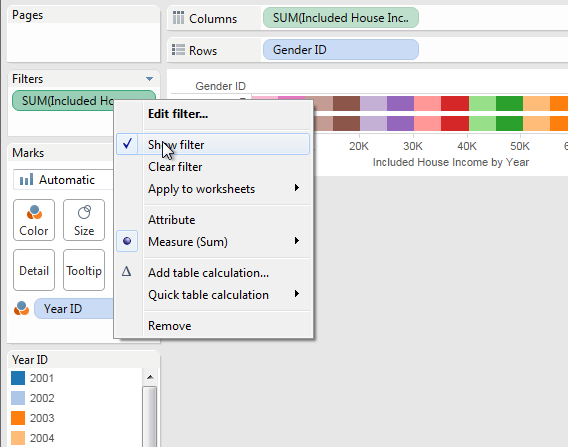 Pages
Columns
SUM(Included House Inc..
Rows
Gender ID
Filters
SUM(Included Ho
Gender ID
Edit filter...
Show filter
Clear filter
Apply to worksheets
Attribute
Measure (Sum)
Δ Add table calculation...
Quick table calculation
Remove
Marks
Automatic
Color
Size
Detail
Tooltip
Year ID
10K 20K 30K 40K 50K 6
Included House Income by Year
Year ID
2001
2002
2003
2004